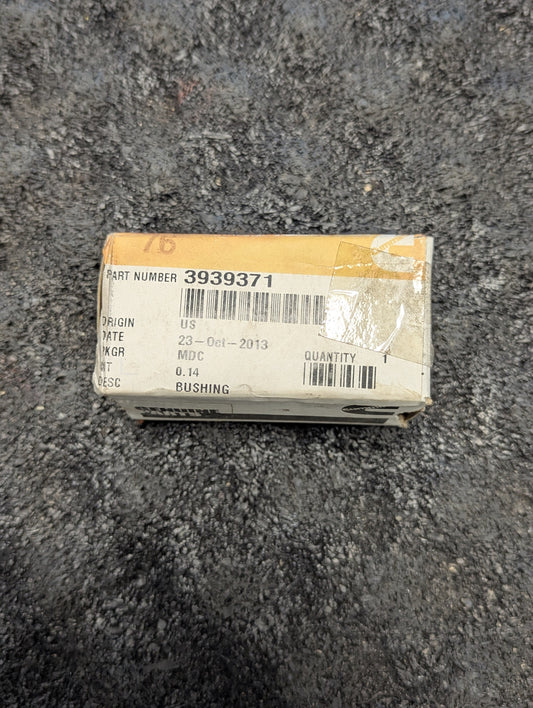 76
PART NUMBER 3939371
ORIGIN US
DATE 23-Oct-2013
PKGR MDC QUANTITY 1
WT 0.14
DESC BUSHING